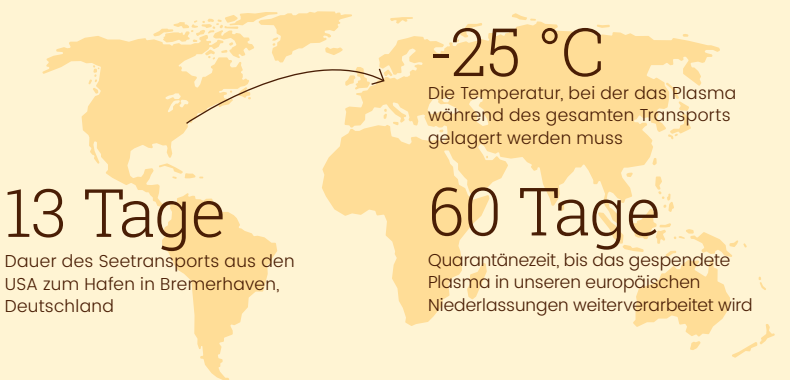 -25 °C
Die Temperatur, bei der das Plasma
während des gesamten Transports
gelagert werden muss
13 Tage
Dauer des Seetransports aus den
USA zum Hafen in Bremerhaven,
Deutschland
60 Tage
Quarantänezeit, bis das gespendete
Plasma in unseren europäischen
Niederlassungen weiterverarbeitet wird